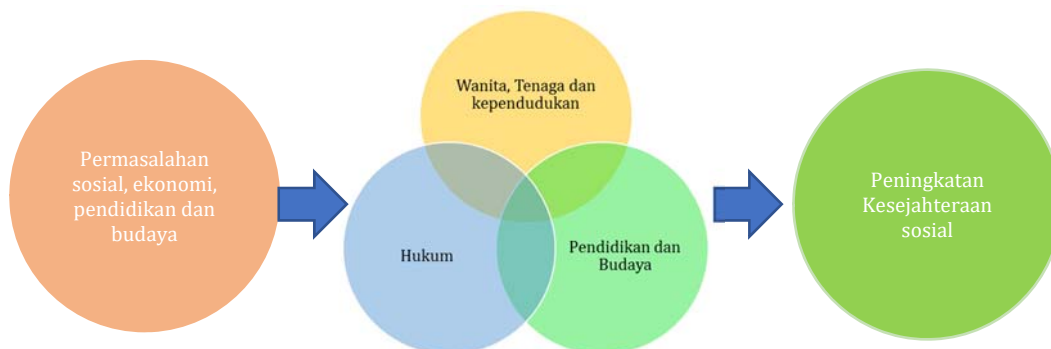 Permasalahan
sosial, ekonomi,
pendidikan dan
budaya
Wanita, Tenaga dan
kependudukan
Hukum
Pendidikan dan
Budaya
Peningkatan
Kesejahteraan
sosial